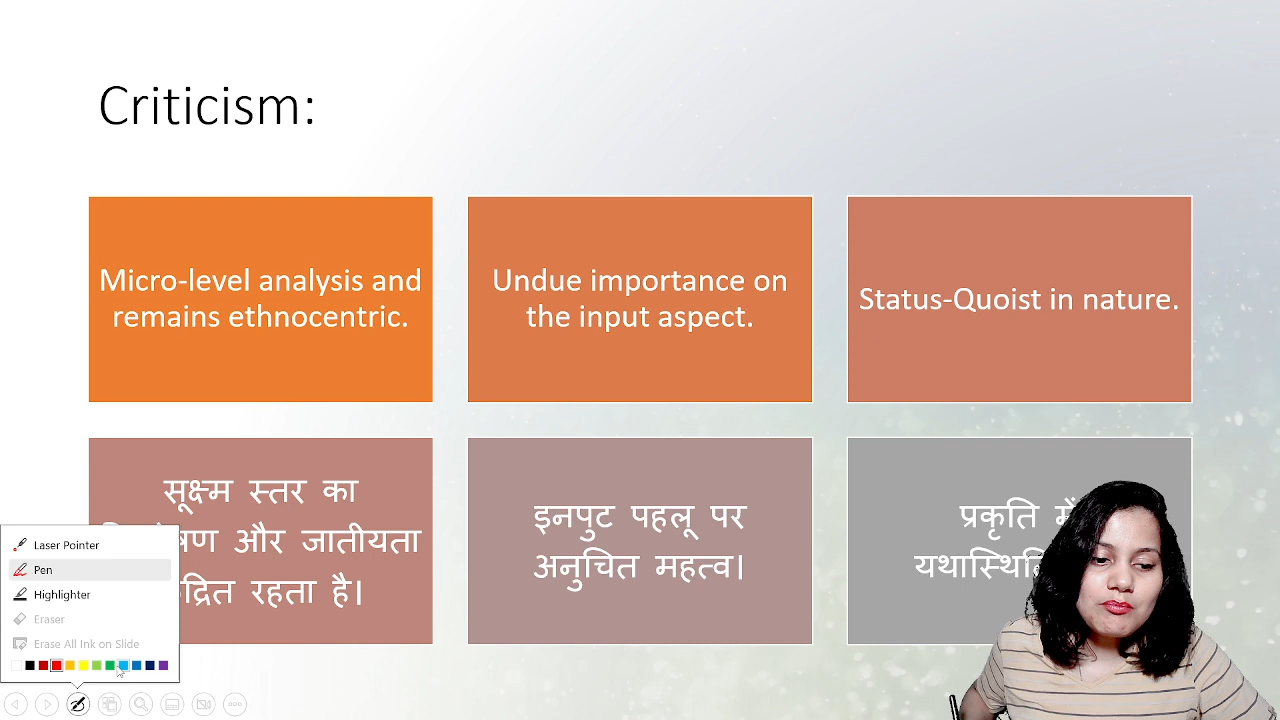 Criticism:
Micro-level analysis and
remains ethnocentric.
Undue importance on
the input aspect.
Status-Quoist in nature.
सूक्ष्म स्तर का
और जातीयता
रहता है।
इनपुट पहलू पर
अनुचित महत्व।
प्रकृति में
Laser Pointer
Pen
Highlighter
Eraser
Erase All Ink on Slide